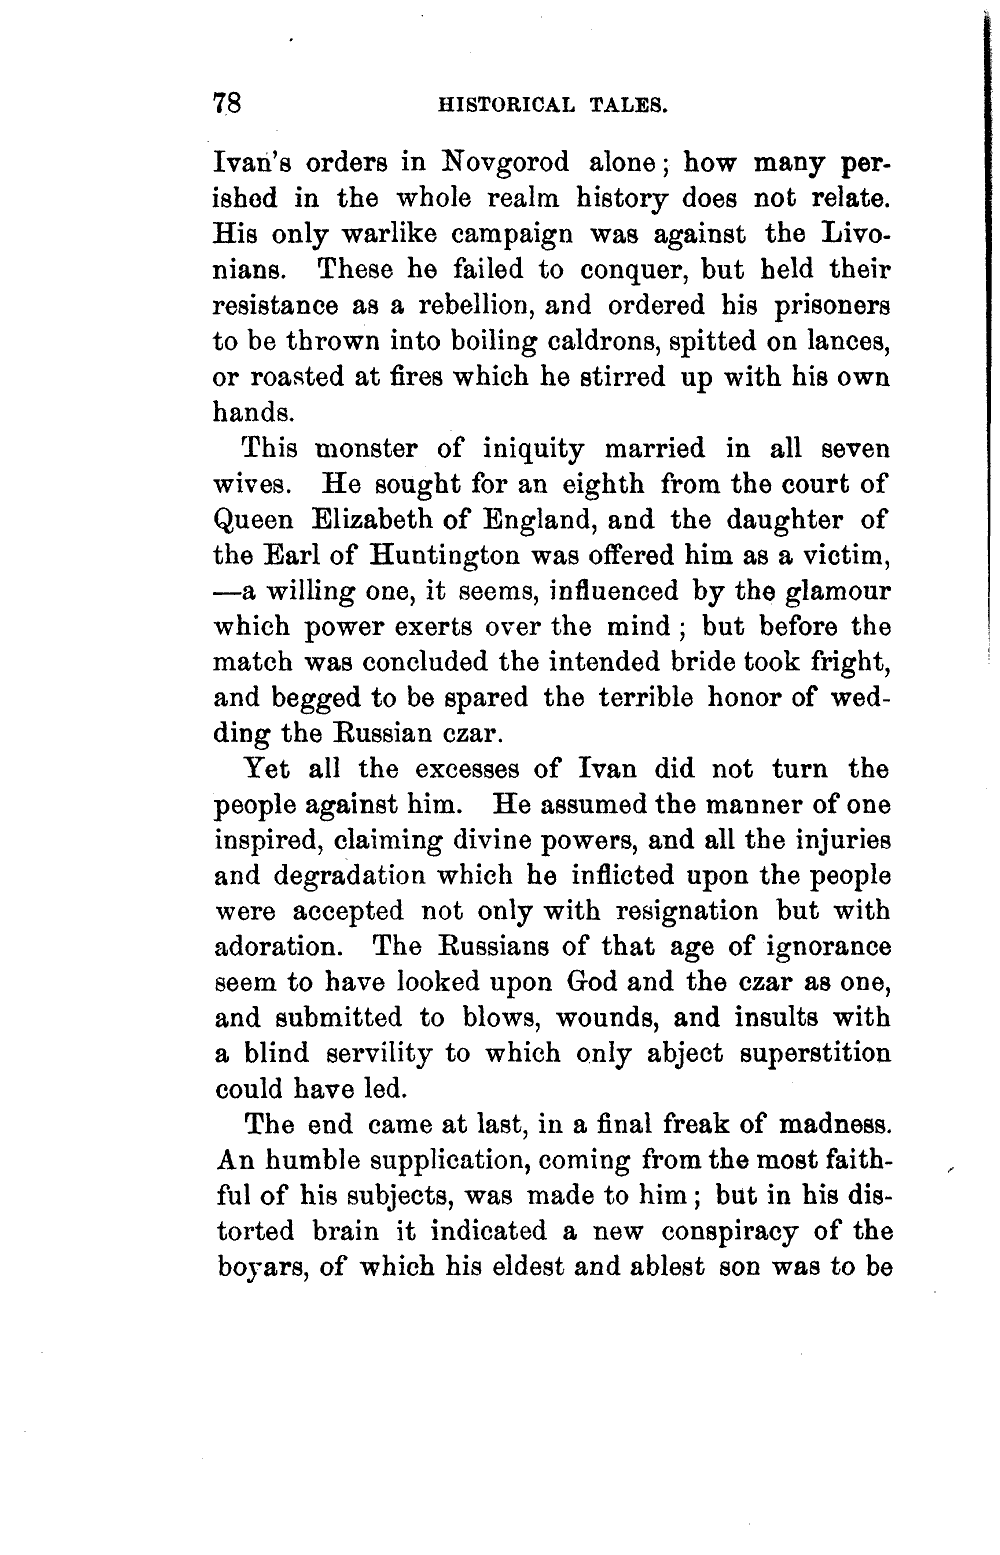 78 HISTORICAL TALES.
Ivan's orders in Novgorod alone; how many per-
ished in the whole realm history does not relate.
His only warlike campaign was against the Livo-
nians. These he failed to conquer, but held their
resistance as a rebellion, and ordered his prisoners
to be thrown into boiling caldrons, spitted on lances,
or roasted at fires which he stirred up with his own
hands.
This monster of iniquity married in all seven
wives. He sought for an eighth from the court of
Queen Elizabeth of England, and the daughter of
the Earl of Huntington was offered him as a victim,
—a willing one, it seems, influenced by the glamour
which power exerts over the mind; but before the
match was concluded the intended bride took fright,
and begged to be spared the terrible honor of wed-
ding the Russian czar.
Yet all the excesses of Ivan did not turn the
people against him. He assumed the manner of one
inspired, claiming divine powers, and all the injuries
and degradation which he inflicted upon the people
were accepted not only with resignation but with
adoration. The Russians of that age of ignorance
seem to have looked upon God and the czar as one,
and submitted to blows, wounds, and insults with
a blind servility to which only abject superstition
could have led.
The end came at last, in a final freak of madness.
An humble supplication, coming from the most faith-
ful of his subjects, was made to him; but in his dis-
torted brain it indicated a new conspiracy of the
boyars, of which his eldest and ablest son was to be